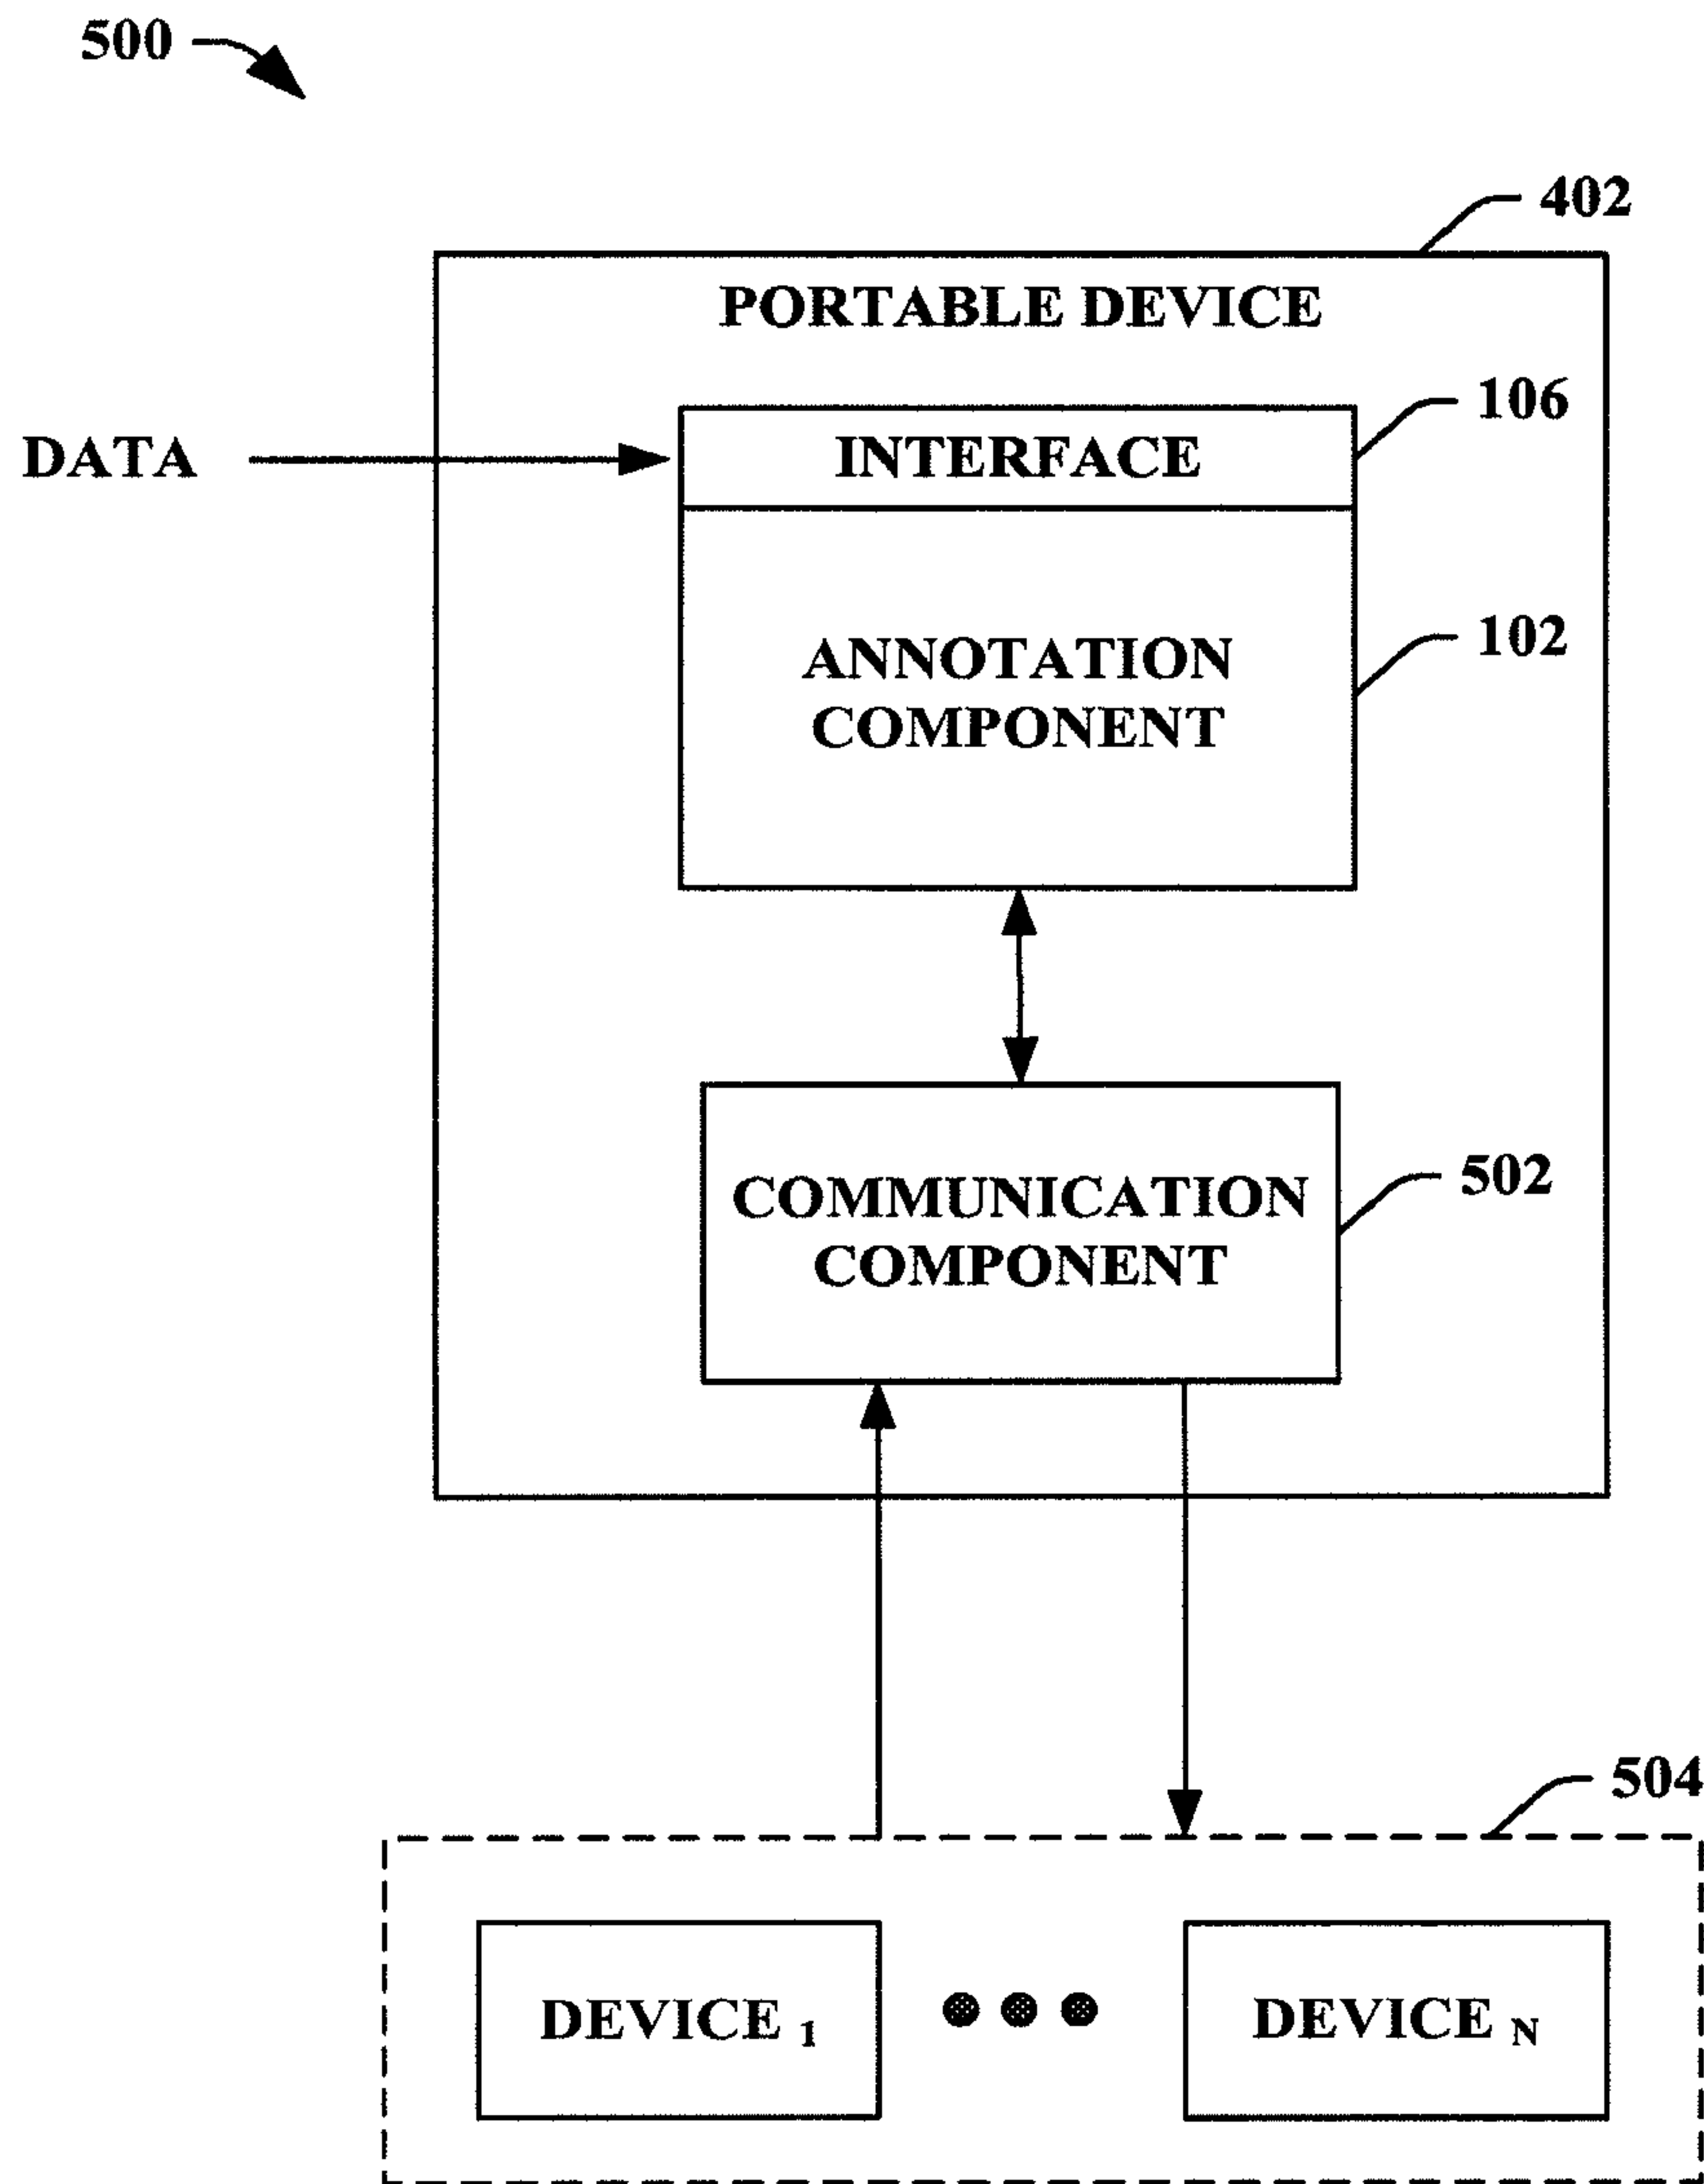 500
402
PORTABLE DEVICE
106
DATA
INTERFACE
102
ANNOTATION
COMPONENT
502
COMMUNICATION
COMPONENT
504
DEVICE 1
DEVICE N